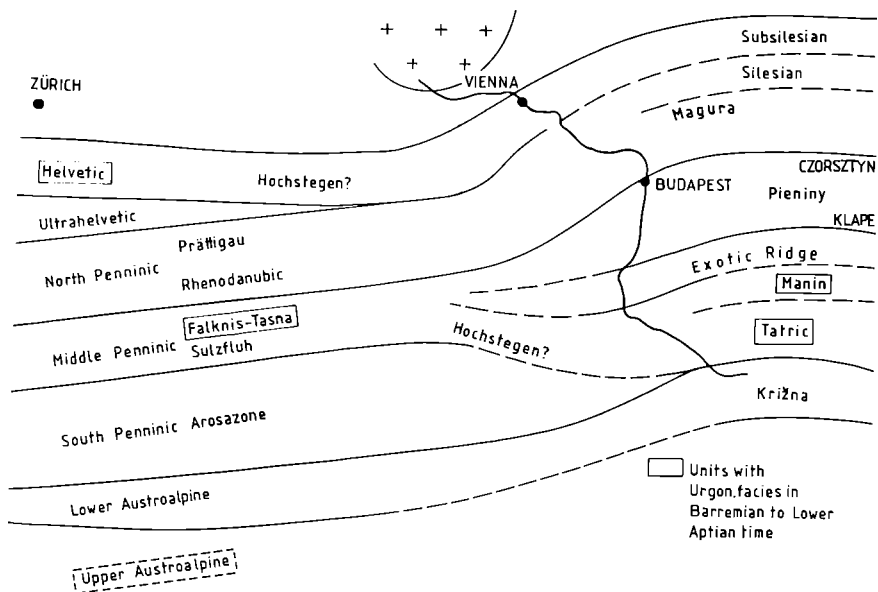 Subsilesian
Silesian
Magura
VIENNA
ZÜRICH
Helvetic
Hochstegen?
Ultrahelvetic
BUDAPEST
CZORSZTYN
Pieniny
KLAPE
North Penninic
Prättigau
Rhenodanubic
Exotic Ridge
Manin
Middle Penninic
Falknis-Tasna
Sulzfluh
Hochstegen?
Tatric
Križna
South Penninic Arosazone
Lower Austroalpine
Upper Austroalpine
Units with
Urgon. facies in
Barremian to Lower
Aptian time